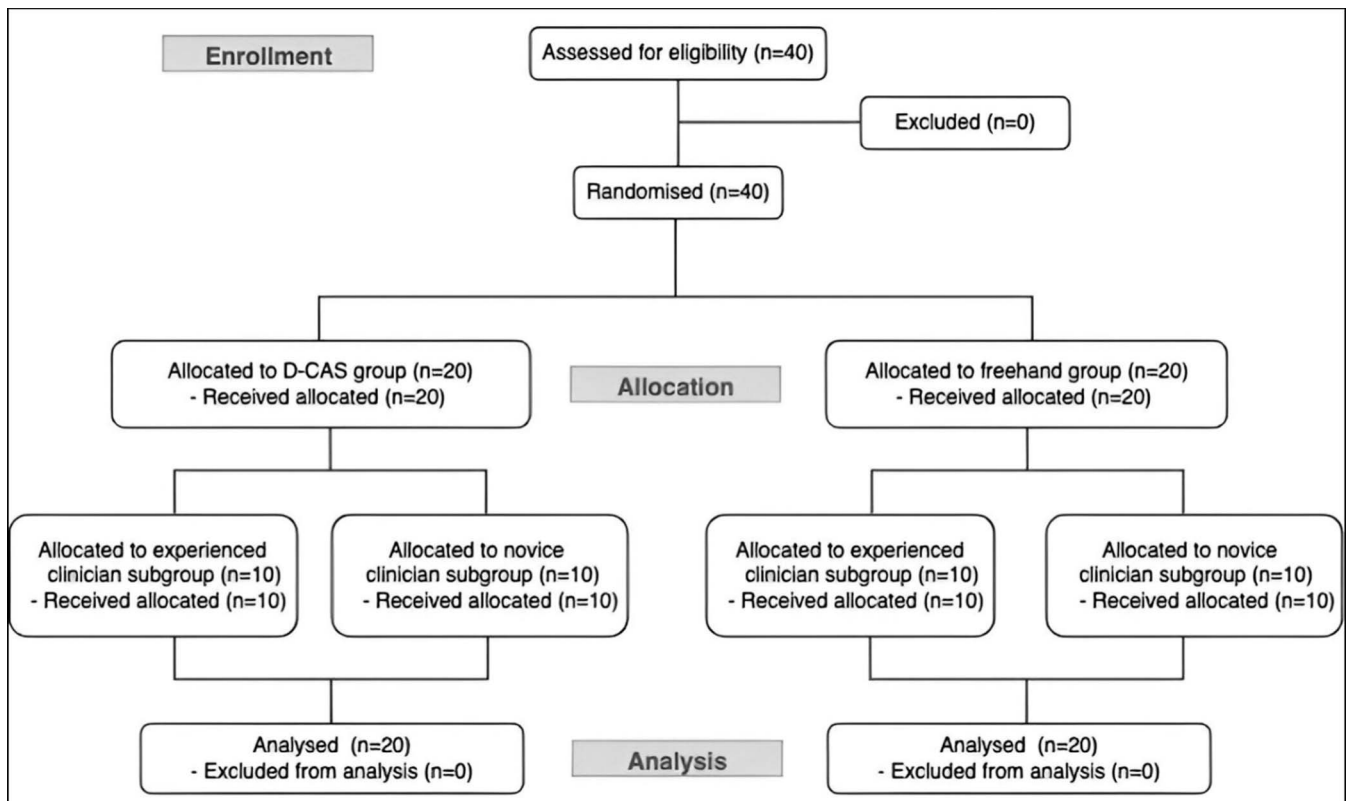 Enrollment
Assessed for eligibility (n=40)
Excluded (n=0)
Randomised (n=40)
Allocated to D-CAS group (n=20)
- Received allocated (n=20)
Allocation
Allocated to freehand group (n=20)
- Received allocated (n=20)
Allocated to experienced
clinician subgroup (n=10)
- Received allocated (n=10)
Allocated to novice
clinician subgroup (n=10)
- Received allocated (n=10)
Allocated to experienced
clinician subgroup (n=10)
- Received allocated (n=10)
Allocated to novice
clinician subgroup (n=10)
- Received allocated (n=10)
Analysed (n=20)
- Excluded from analysis (n=0)
Analysis
Analysed (n=20)
- Excluded from analysis (n=0)